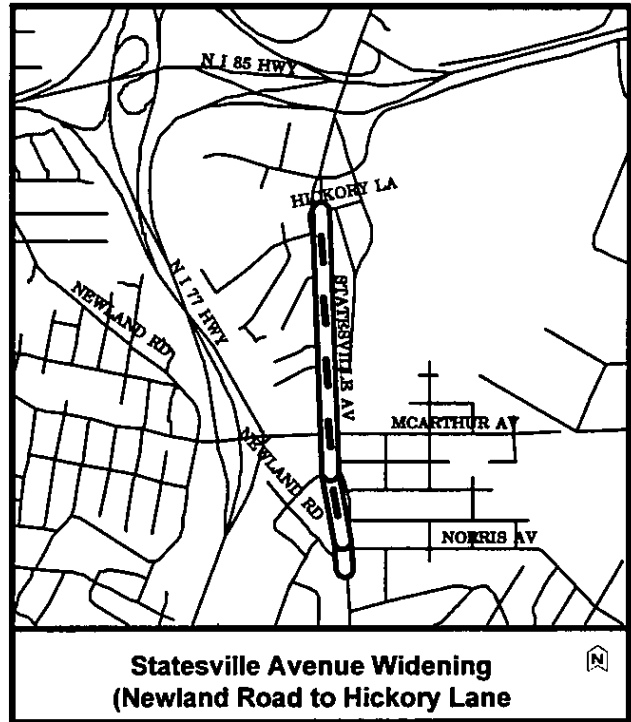 N I 85 HWY
HICKORY LA
N I 77 HWY
NEWLAND RD
STATESVILLE AV
MCARTHUR AV
NEWLAND RD
NORRIS AV
Statesville Avenue Widening
(Newland Road to Hickory Lane
N